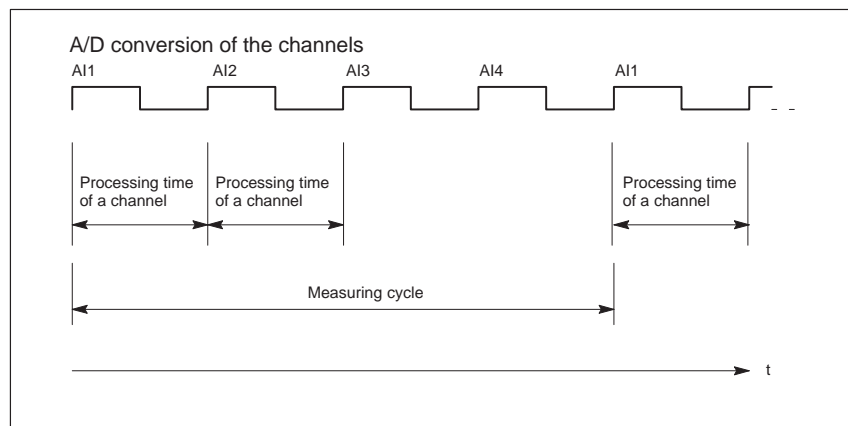 A/D conversion of the channels
AI1 AI2 AI3 AI4 AI1
Processing time Processing time Processing time
of a channel of a channel of a channel
Measuring cycle
t